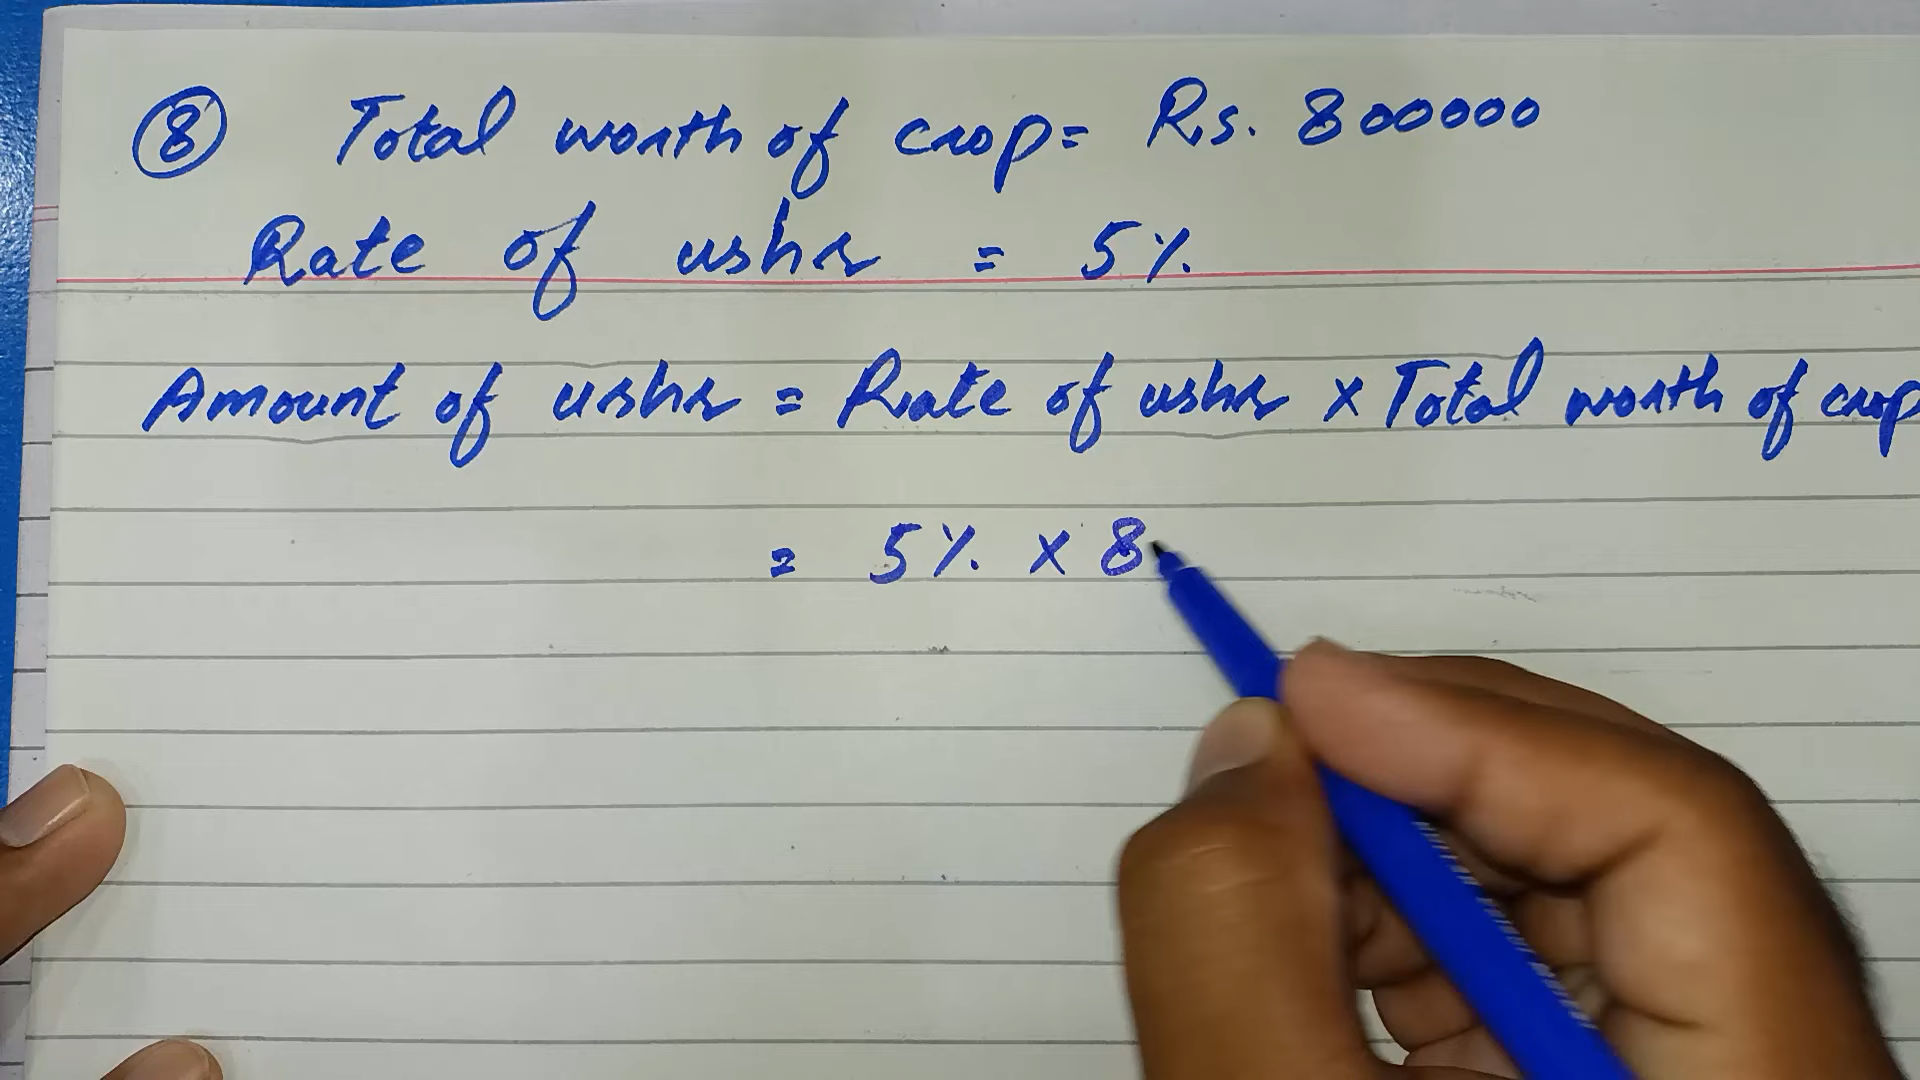 8 Total worth of crop = Rs. 800000
Rate of ushr = 5%
Amount of ushr = Rate of ushr × Total worth of crop
= 5% × 8